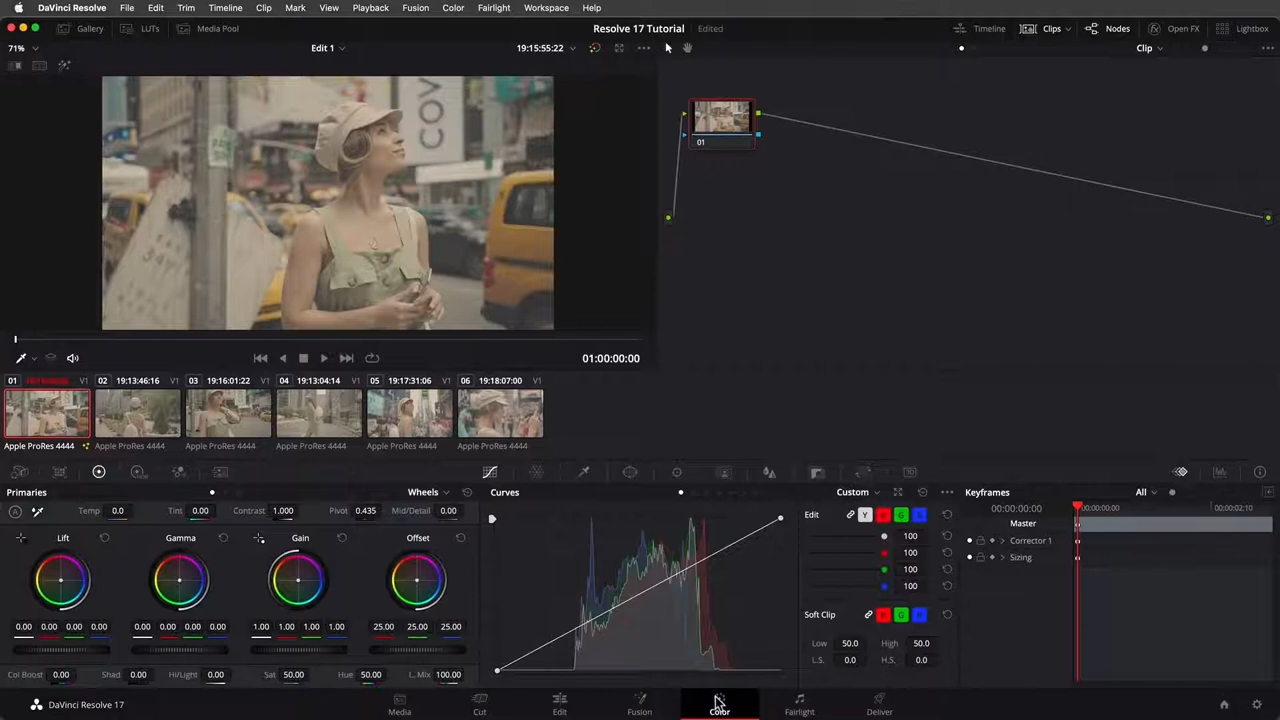 DaVinci Resolve File Edit Trim Timeline Clip Mark View Playback Fusion Color Fairlight Workspace Help
Gallery LUTs Media Pool Resolve 17 Tutorial Edited Timeline Clips Nodes Open FX Lightbox
71% Edit 1 19:15:55:22 Clip
COV
01
01:00:00:00
01 V1 02 19:13:46:16 V1 03 19:16:01:22 V1 04 19:13:04:14 V1 05 19:17:31:06 V1 06 19:18:07:00 V1
Apple ProRes 4444 Apple ProRes 4444 Apple ProRes 4444 Apple ProRes 4444 Apple ProRes 4444 Apple ProRes 4444
Primaries Wheels Curves Custom Keyframes All
Temp 0.0 Tint 0.00 Contrast 1.000 Pivot 0.435 Mid/Detail 0.00 Edit Y 00:00:00:00 00:00:00:00 00:00:02:10
Master
Lift Gamma Gain Offset 100 Corrector 1
100 Sizing
100
100
Soft Clip
0.00 0.00 0.00 0.00 0.00 0.00 0.00 0.00 1.00 1.00 1.00 1.00 25.00 25.00 25.00
Low 50.0 High 50.0
L.S. 0.0 H.S. 0.0
Col Boost 0.00 Shad 0.00 Hi/Light 0.00 Sat 50.00 Hue 50.00 L. Mix 100.00
DaVinci Resolve 17 Media Cut Edit Fusion Color Fairlight Deliver